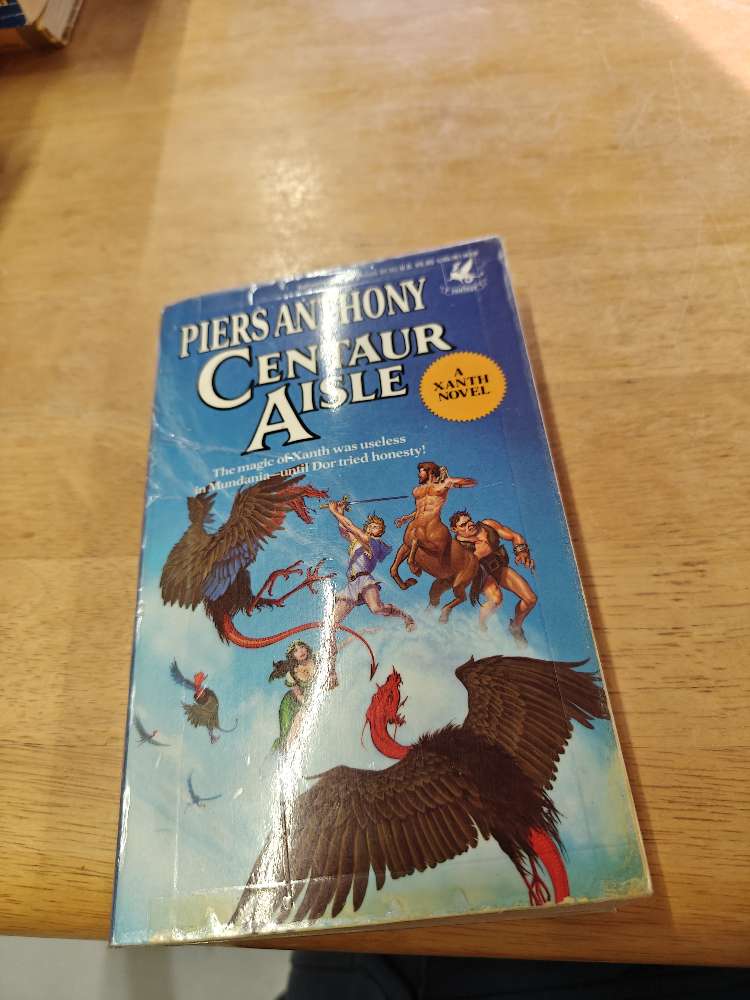 PIERS ANTHONY
CENTAUR
AISLE
A
XANTH
NOVEL
The magic of Xanth was useless
in Mundania—until Dor tried honesty!